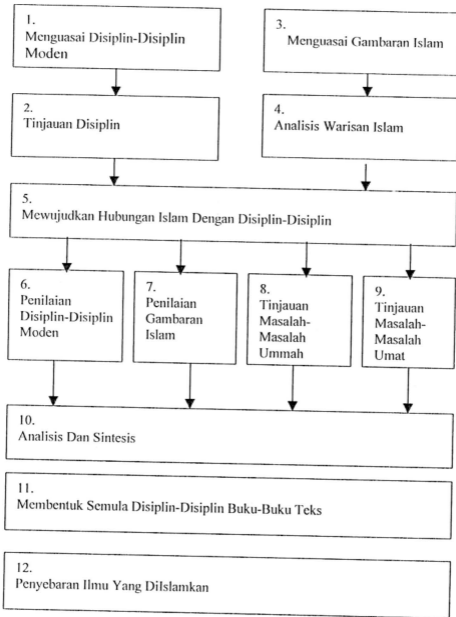 1.
Menguasai Disiplin-Disiplin
Moden
3.
Menguasai Gambaran Islam
2.
Tinjauan Disiplin
4.
Analisis Warisan Islam
5.
Mewujudkan Hubungan Islam Dengan Disiplin-Disiplin
6.
Penilaian
Disiplin-Disiplin
Moden
7.
Penilaian
Gambaran
Islam
8.
Tinjauan
Masalah-
Masalah
Ummah
9.
Tinjauan
Masalah-
Masalah
Umat
10.
Analisis Dan Sintesis
11.
Membentuk Semula Disiplin-Disiplin Buku-Buku Teks
12.
Penyebaran Ilmu Yang DiIslamkan